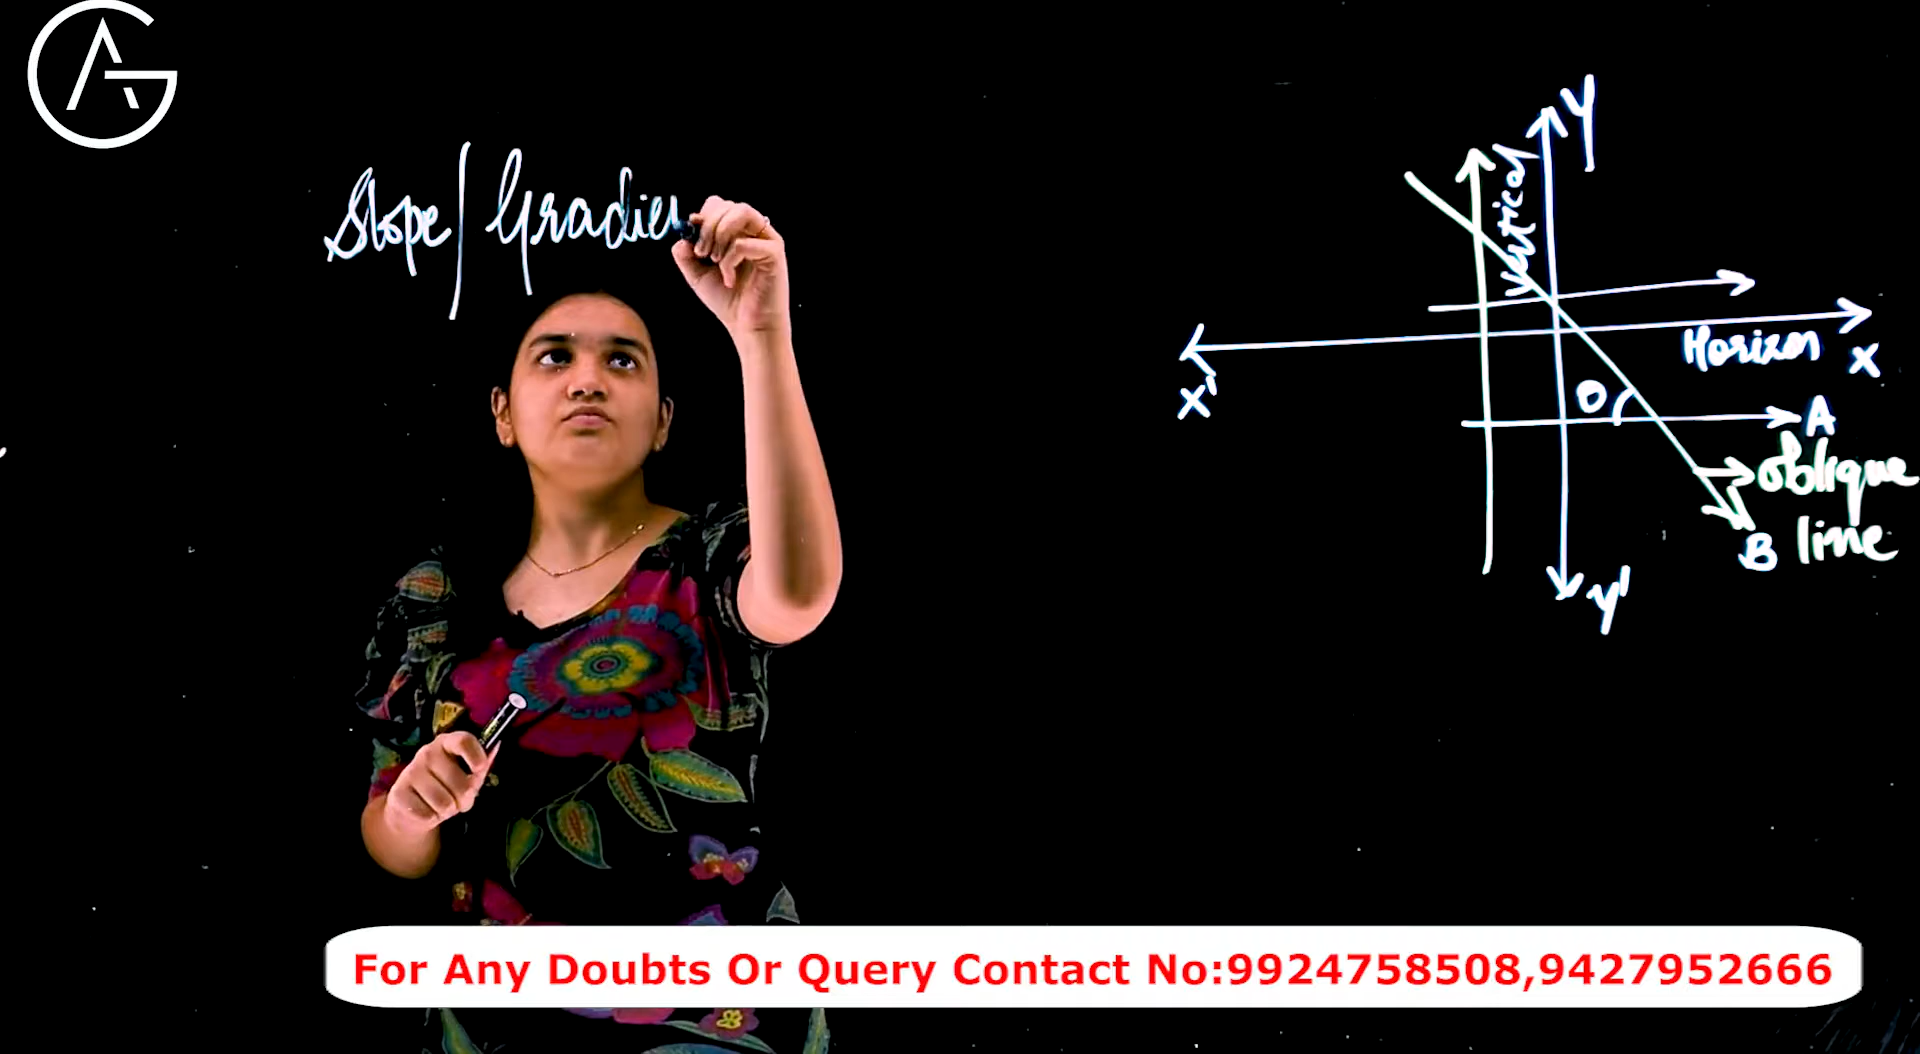 Slope/ Gradien
Y
Vertical
Horizon
X
X'
θ
A
oblique
line
B
Y'
For Any Doubts Or Query Contact No:9924758508,9427952666